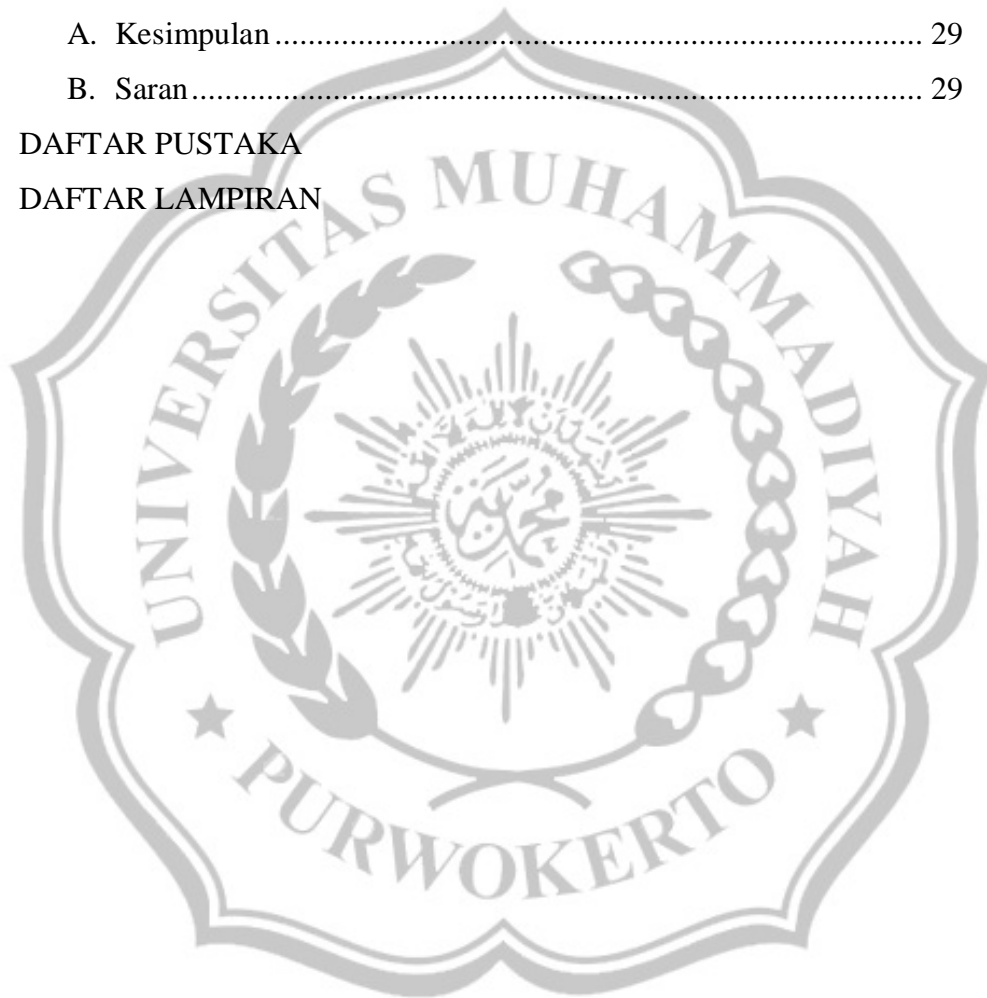 A. Kesimpulan ........................................................................ 29
B. Saran ........................................................................ 29
DAFTAR PUSTAKA
DAFTAR LAMPIRAN
UNIVERSITAS MUHAMMADIYAH
PURWOKERTO